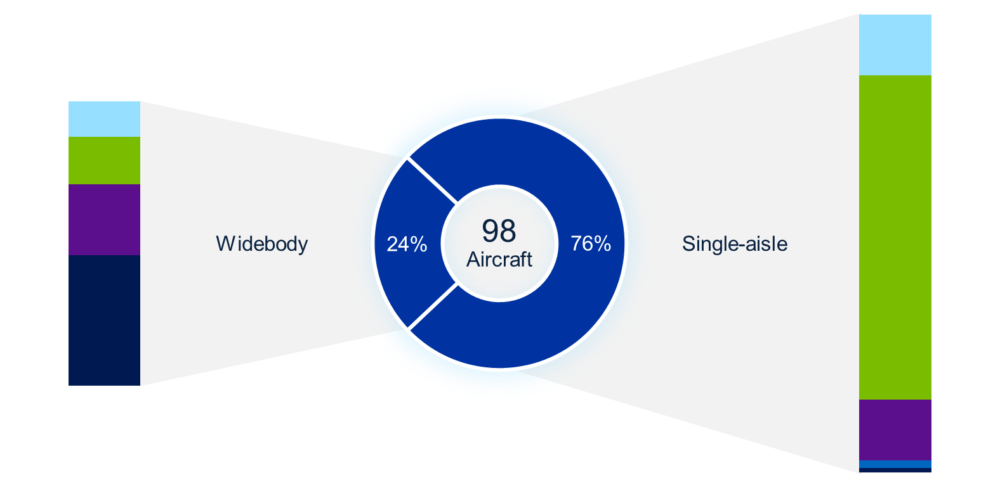 Widebody
24%
98
Aircraft
76%
Single-aisle